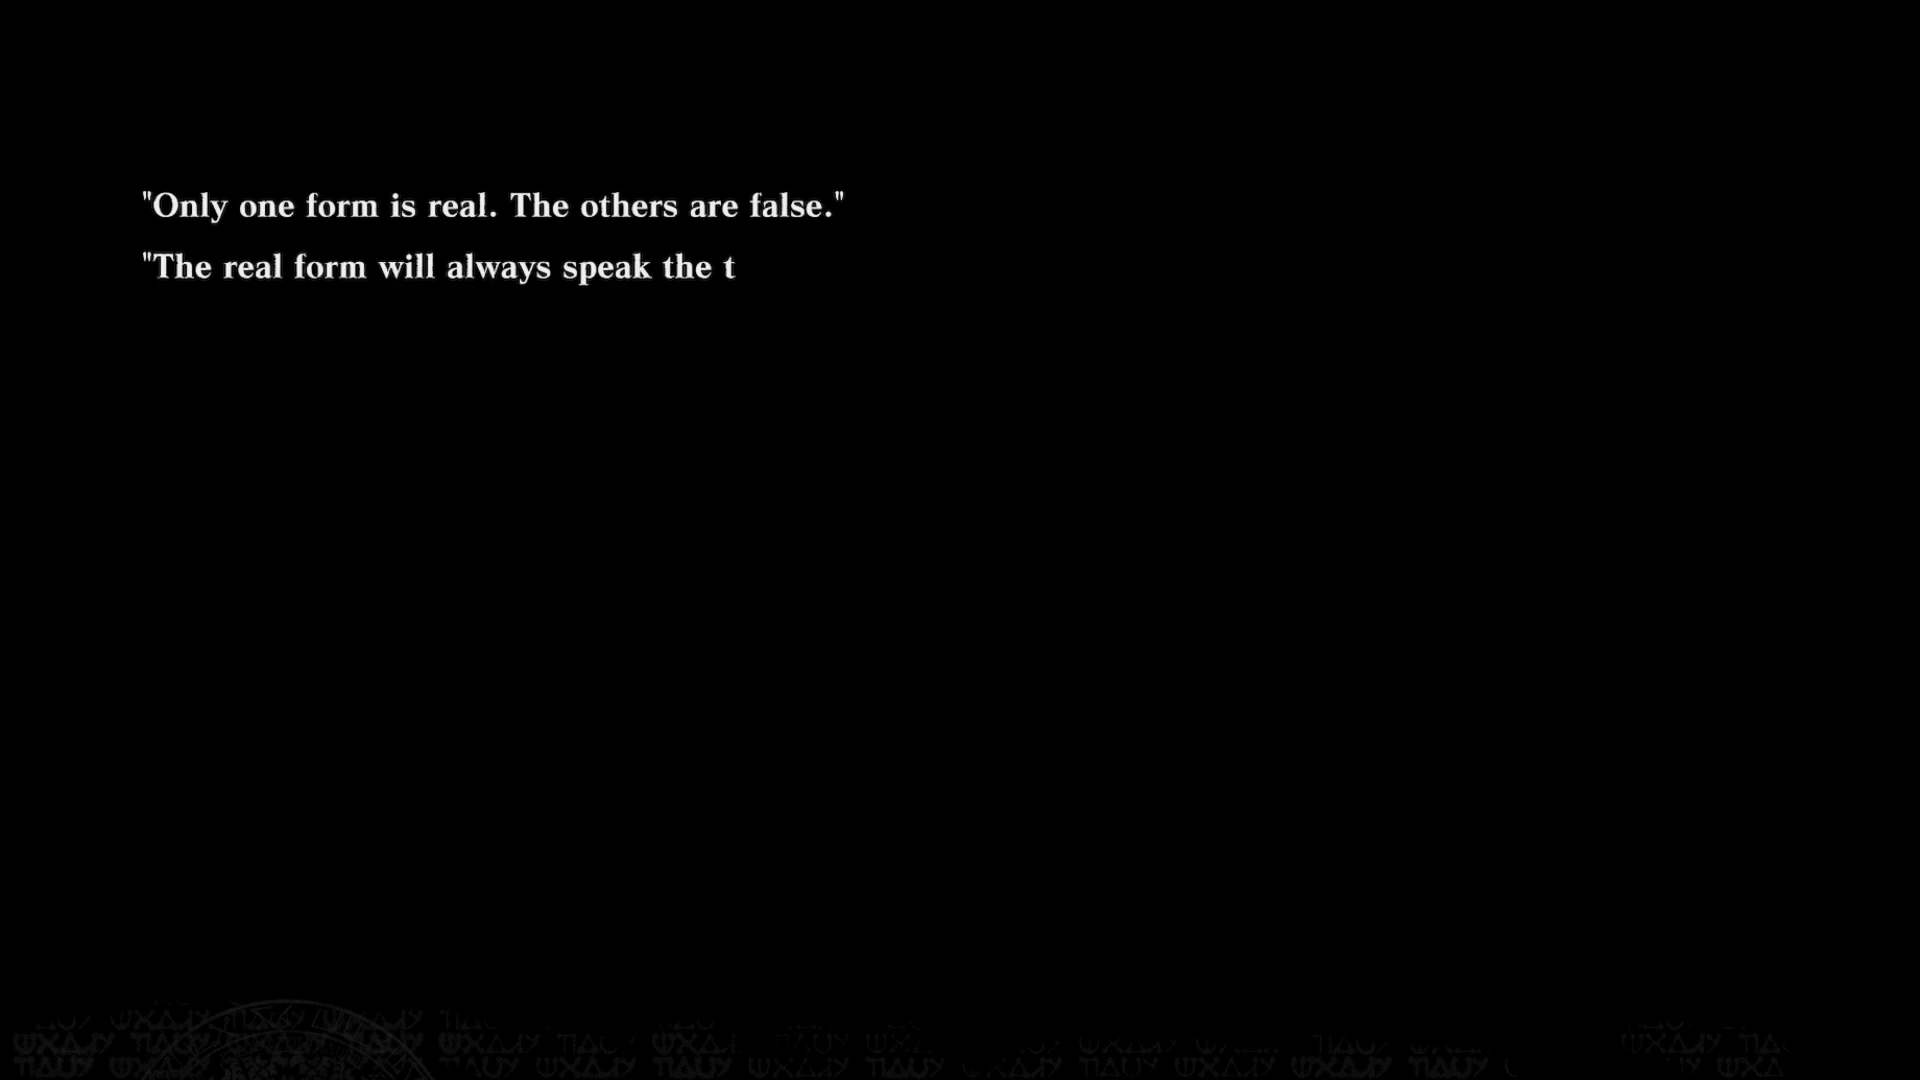 "Only one form is real. The others are false."
"The real form will always speak the t